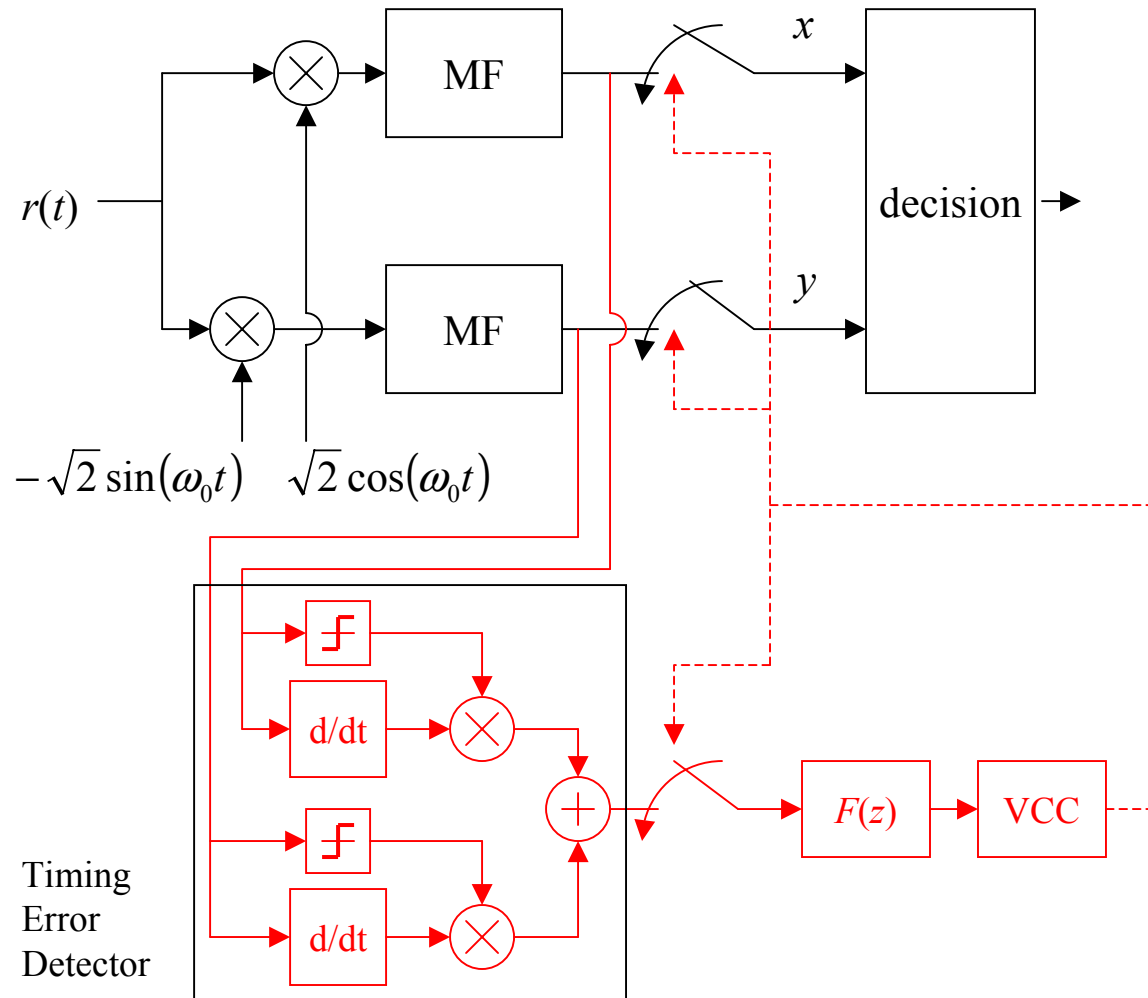 x
MF
r(t)
decision
y
MF
−√2 sin(ω₀t) √2 cos(ω₀t)
d/dt
+
F(z)
VCC
d/dt
Timing
Error
Detector